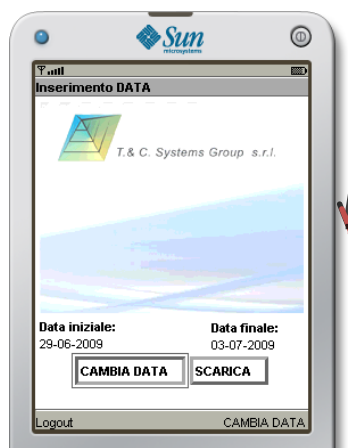 Sun
microsystems
Inserimento DATA
T.& C. Systems Group s.r.l.
Data iniziale: Data finale:
29-06-2009 03-07-2009
CAMBIA DATA SCARICA
Logout CAMBIA DATA